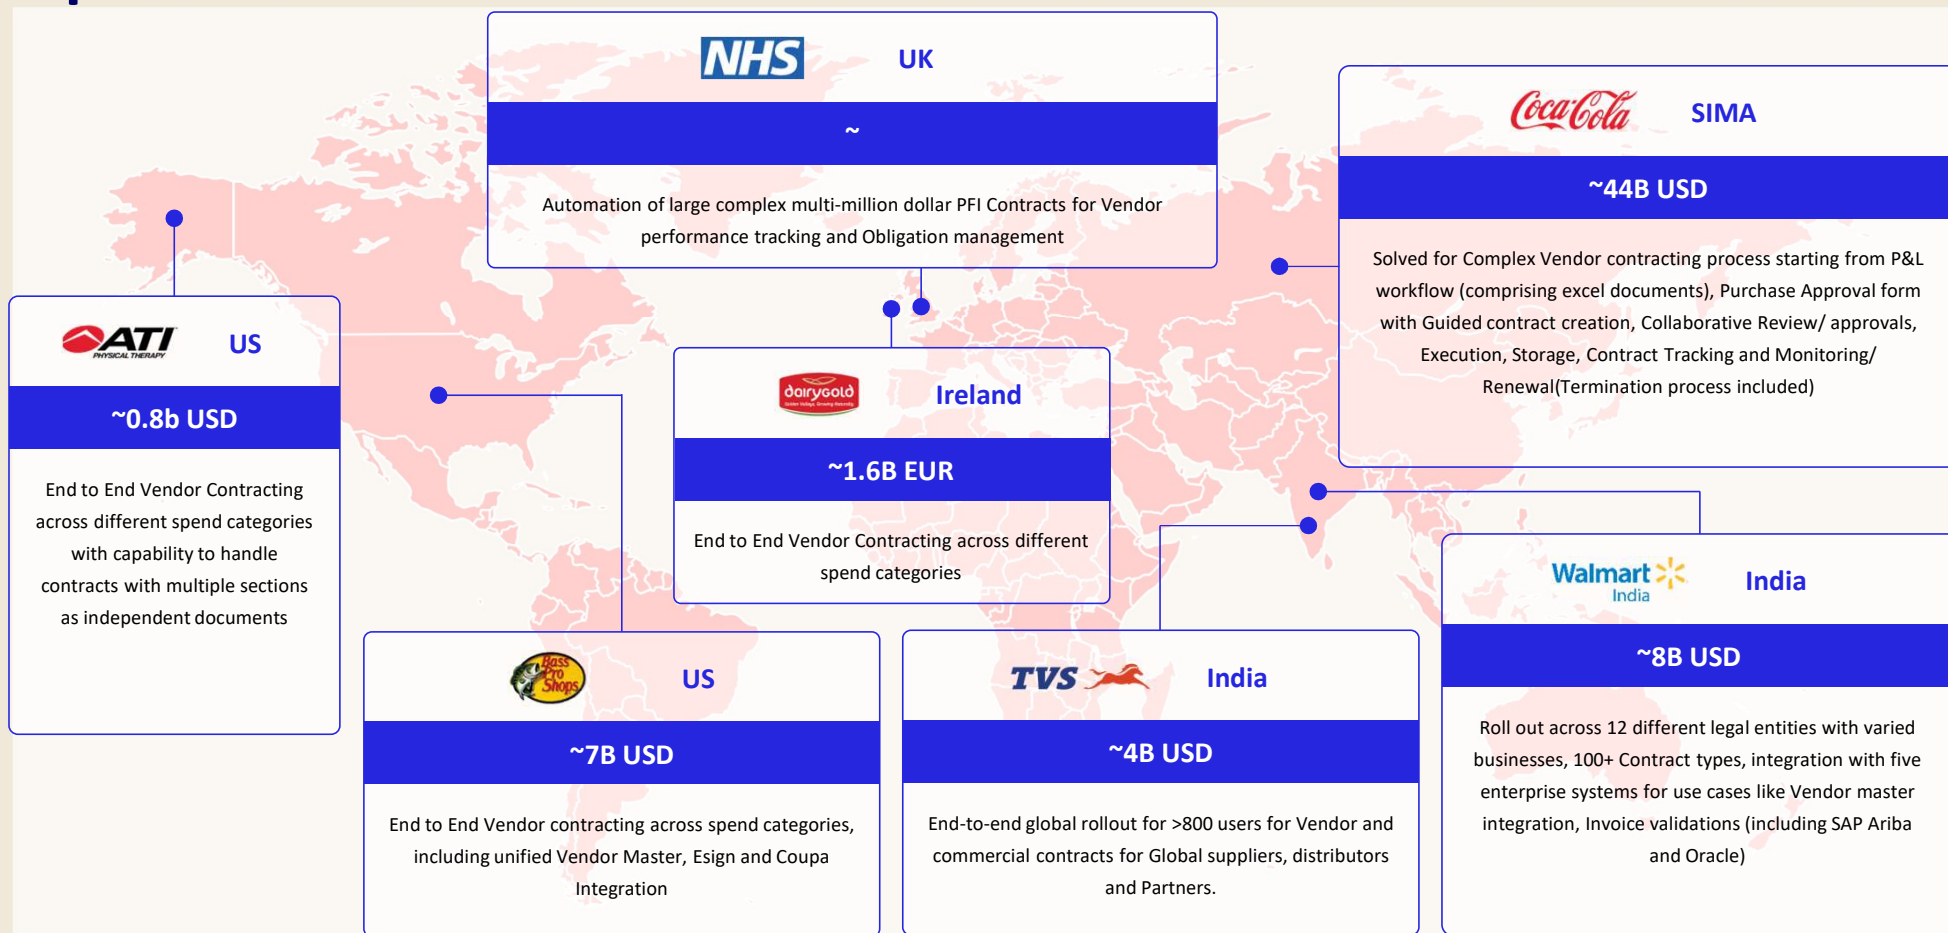 NHS
UK
~
Automation of large complex multi-million dollar PFI Contracts for Vendor
performance tracking and Obligation management
Coca-Cola
SIMA
~44B USD
Solved for Complex Vendor contracting process starting from P&L
workflow (comprising excel documents), Purchase Approval form
with Guided contract creation, Collaborative Review/ approvals,
Execution, Storage, Contract Tracking and Monitoring/
Renewal(Termination process included)
ATI
PHYSICAL THERAPY
US
~0.8b USD
End to End Vendor Contracting
across different spend categories
with capability to handle
contracts with multiple sections
as independent documents
dairygold
Ireland
~1.6B EUR
End to End Vendor Contracting across different
spend categories
Bass
Pro
Shops
US
~7B USD
End to End Vendor contracting across spend categories,
including unified Vendor Master, Esign and Coupa
Integration
TVS
India
~4B USD
End-to-end global rollout for >800 users for Vendor and
commercial contracts for Global suppliers, distributors
and Partners.
Walmart
India
India
~8B USD
Roll out across 12 different legal entities with varied
businesses, 100+ Contract types, integration with five
enterprise systems for use cases like Vendor master
integration, Invoice validations (including SAP Ariba
and Oracle)